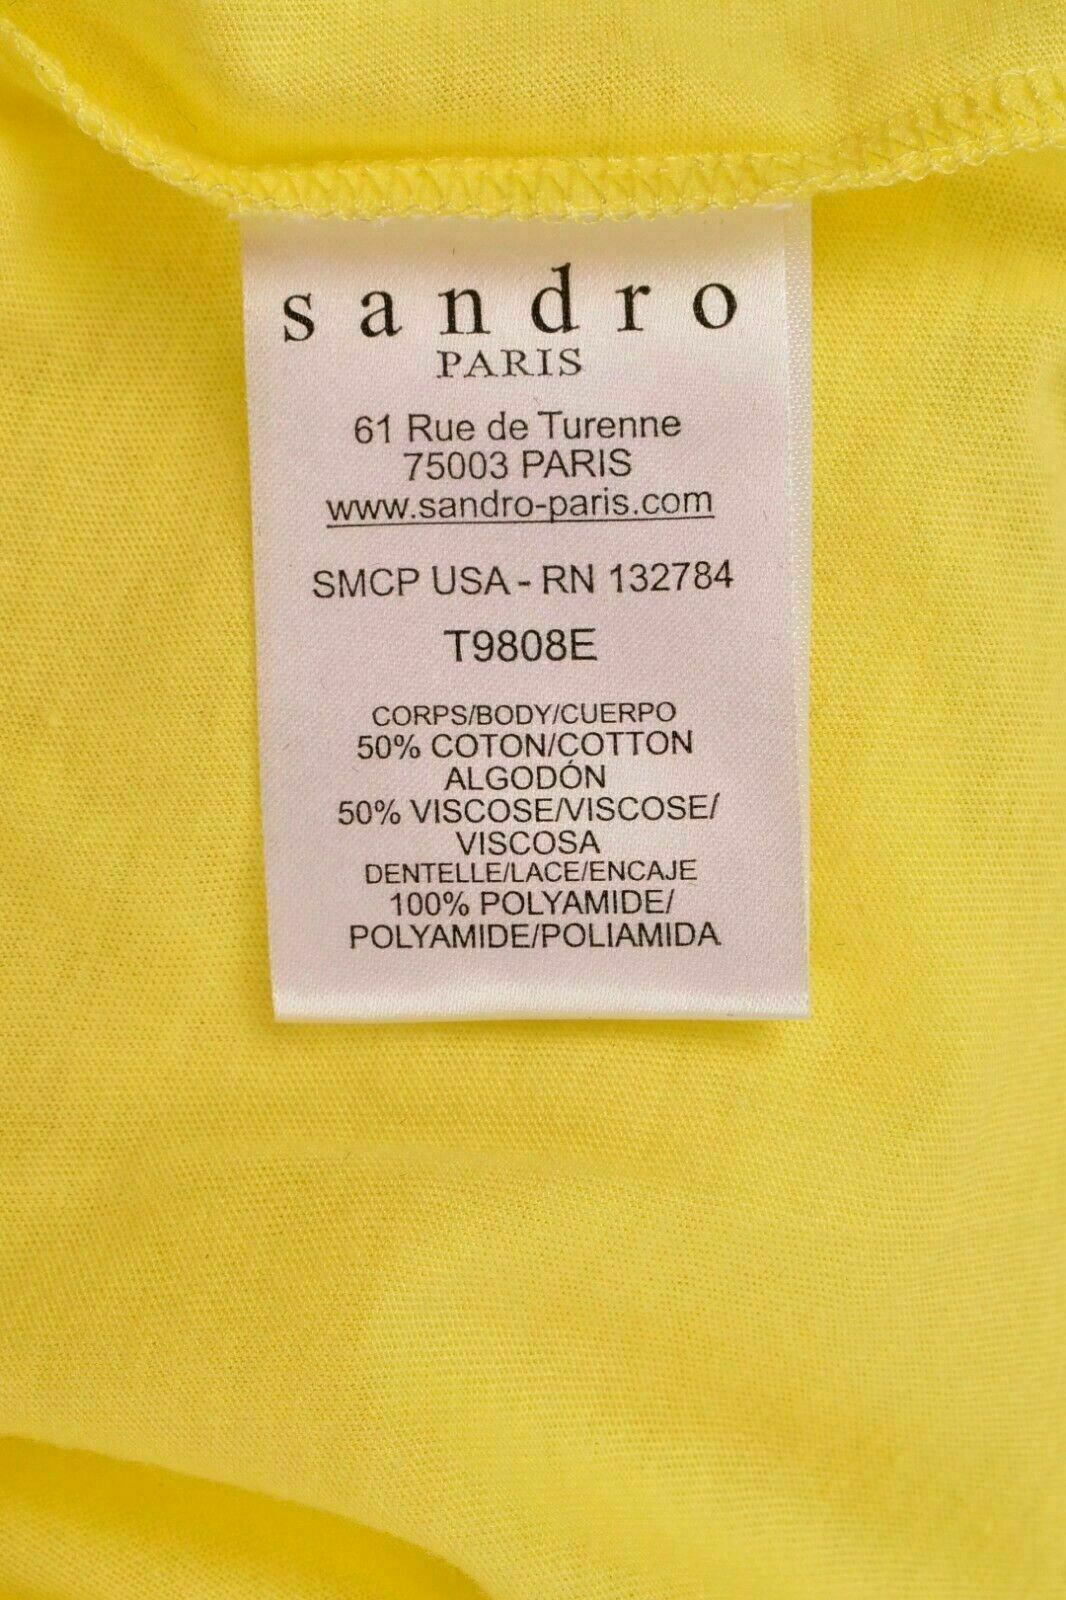 sandro
PARIS
61 Rue de Turenne
75003 PARIS
www.sandro-paris.com
SMCP USA - RN 132784
T9808E
CORPS/BODY/CUERPO
50% COTON/COTTON
ALGODÓN
50% VISCOSE/VISCOSE/
VISCOSA
DENTELLE/LACE/ENCAJE
100% POLYAMIDE/
POLYAMIDE/POLIAMIDA